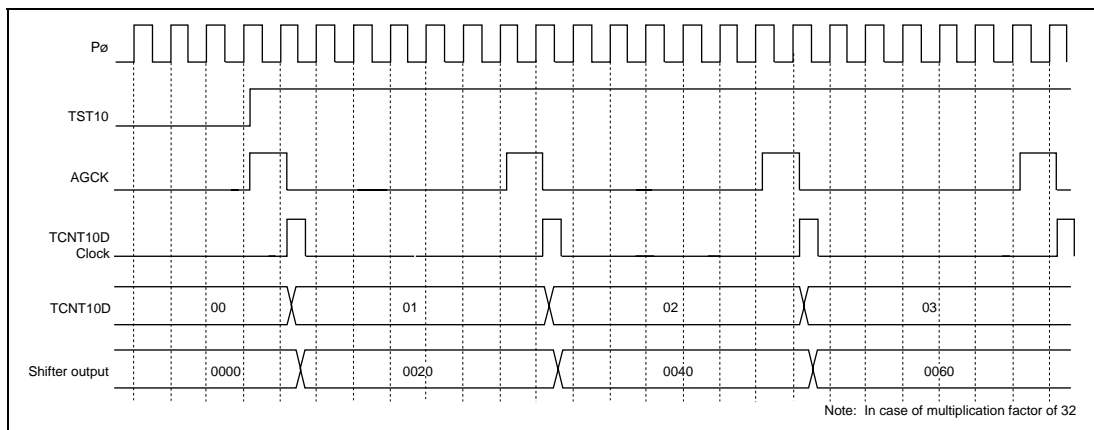 Pø
TST10
AGCK
TCNT10D
Clock
TCNT10D 00 01 02 03
Shifter output 0000 0020 0040 0060
Note: In case of multiplication factor of 32